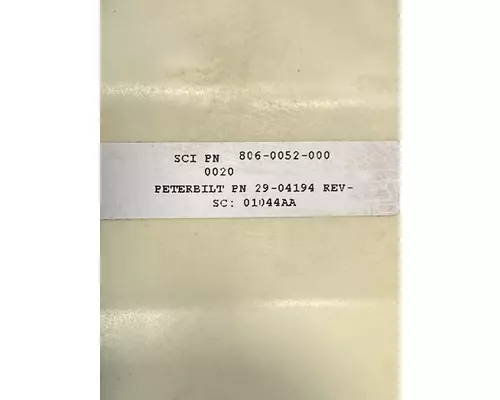 SCI PN 806-0052-000
0020
PETERBILT PN 29-04194 REV-
SC: 01044AA